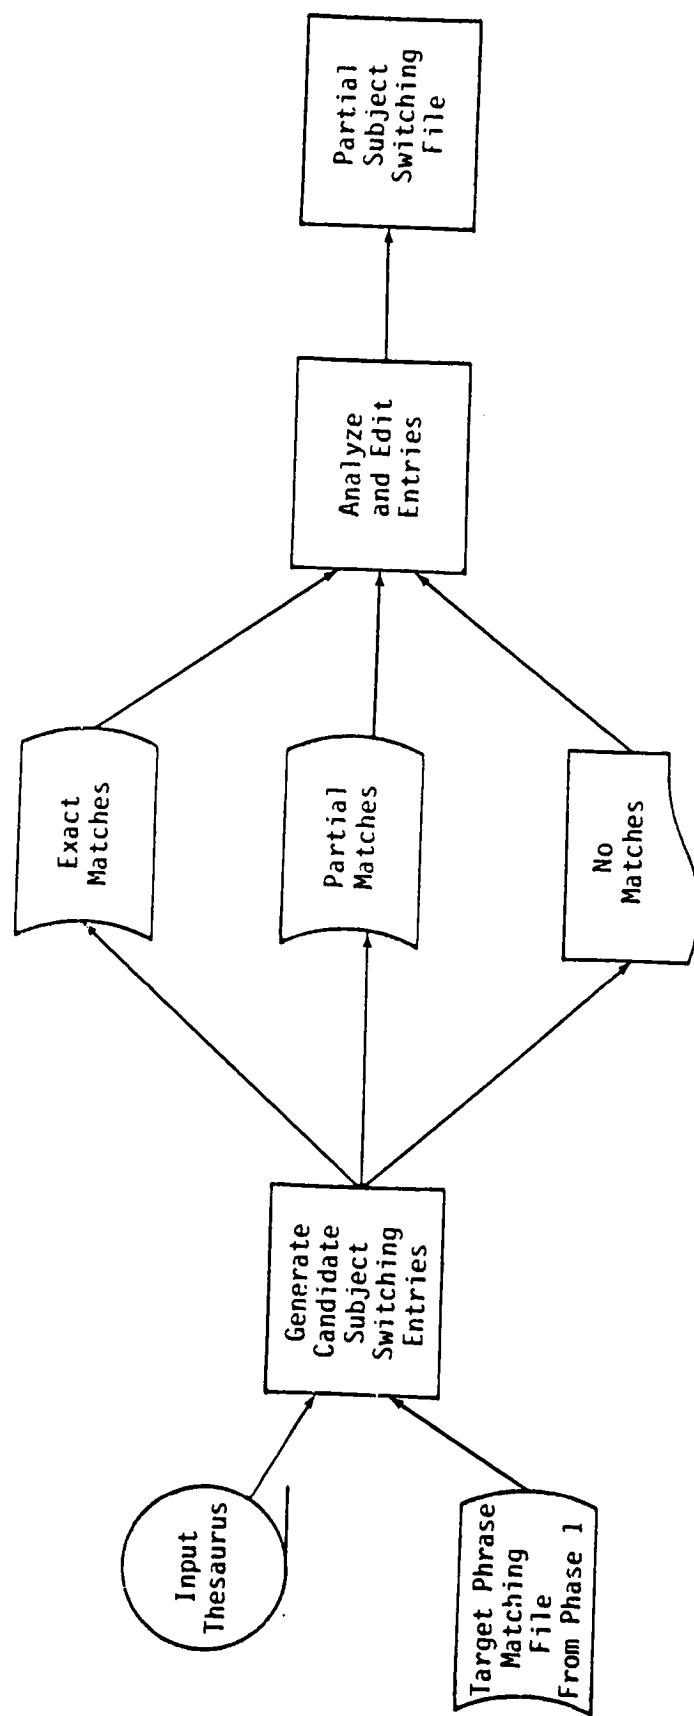 Input
Thesaurus
Target Phrase
Matching
File
From Phase 1
Generate
Candidate
Subject
Switching
Entries
Exact
Matches
Partial
Matches
No
Matches
Analyze
and Edit
Entries
Partial
Subject
Switching
File